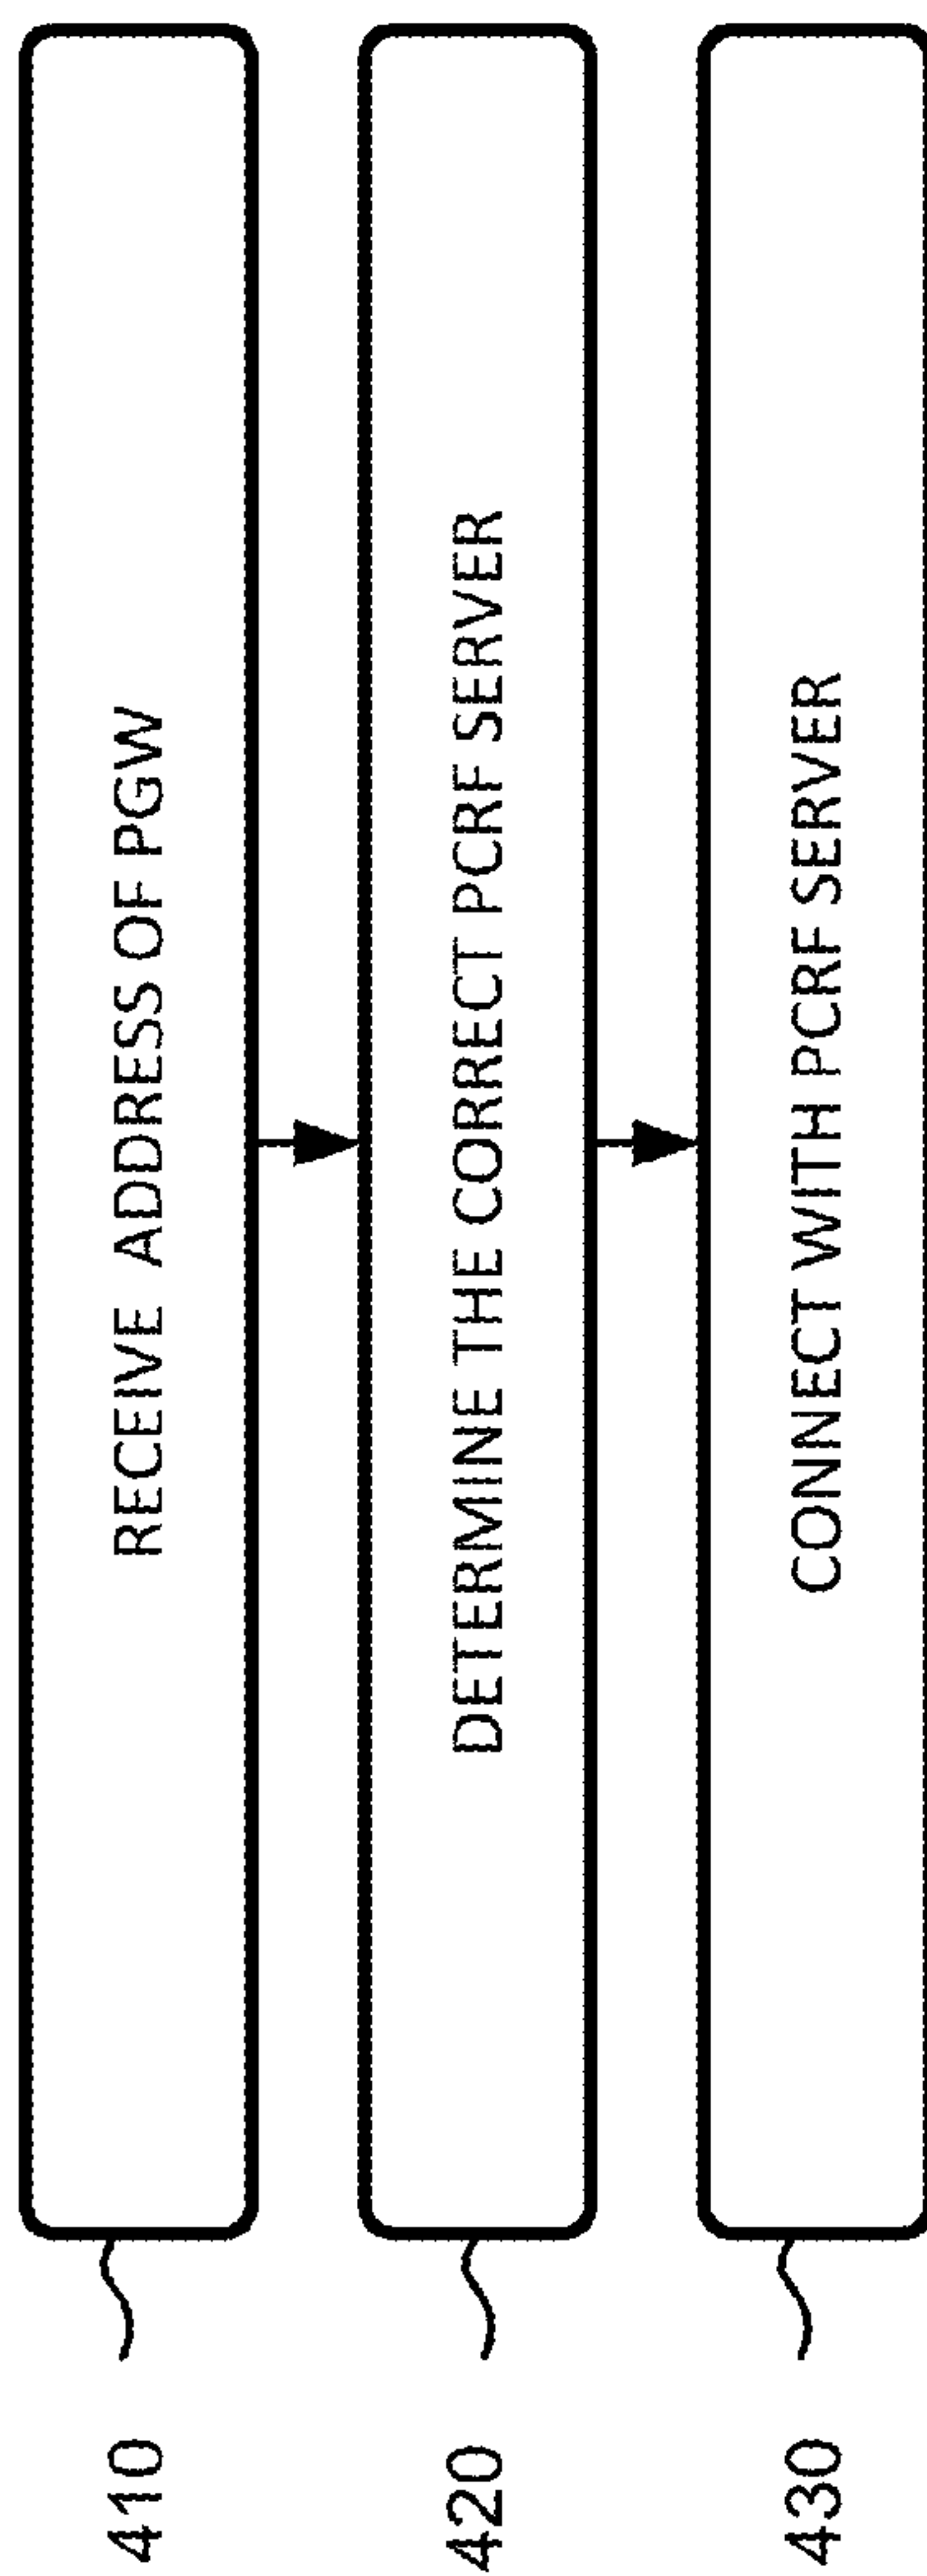 410
RECEIVE ADDRESS OF PGW
420
DETERMINE THE CORRECT PCRF SERVER
430
CONNECT WITH PCRF SERVER